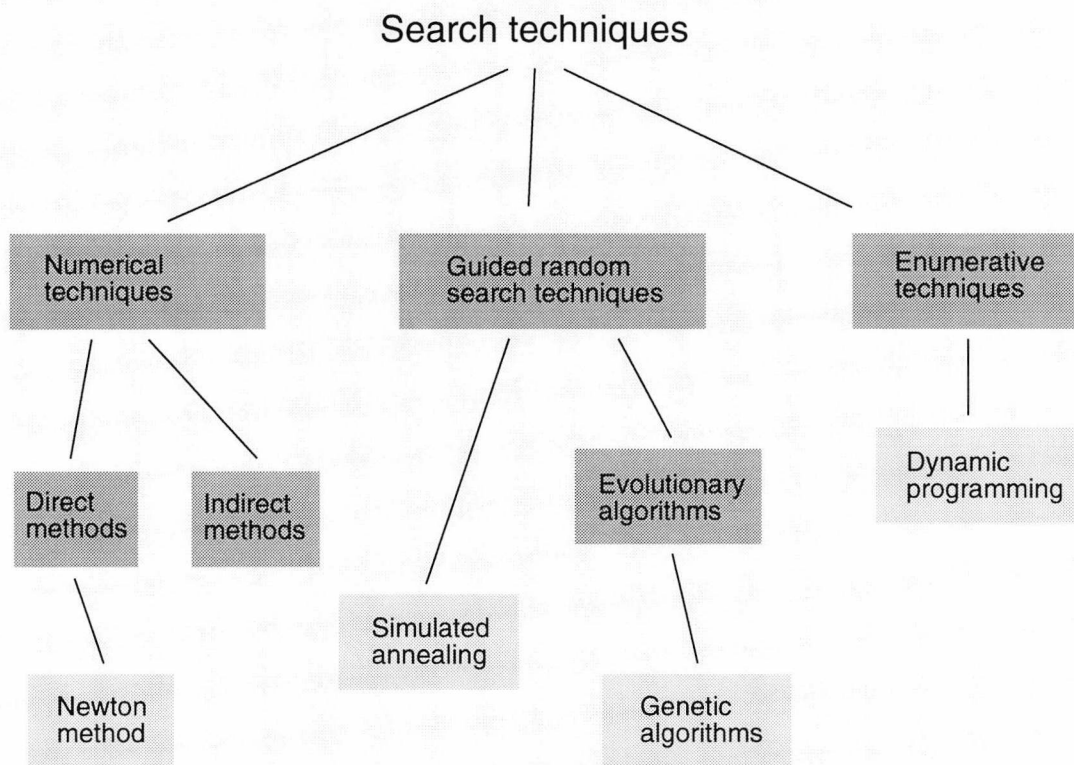 Search techniques
Numerical
techniques
Guided random
search techniques
Enumerative
techniques
Direct
methods
Indirect
methods
Evolutionary
algorithms
Dynamic
programming
Simulated
annealing
Newton
method
Genetic
algorithms